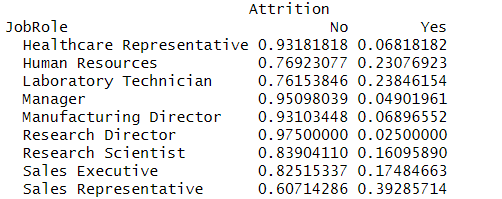 Attrition
JobRole No Yes
Healthcare Representative 0.93181818 0.06818182
Human Resources 0.76923077 0.23076923
Laboratory Technician 0.76153846 0.23846154
Manager 0.95098039 0.04901961
Manufacturing Director 0.93103448 0.06896552
Research Director 0.97500000 0.02500000
Research Scientist 0.83904110 0.16095890
Sales Executive 0.82515337 0.17484663
Sales Representative 0.60714286 0.39285714